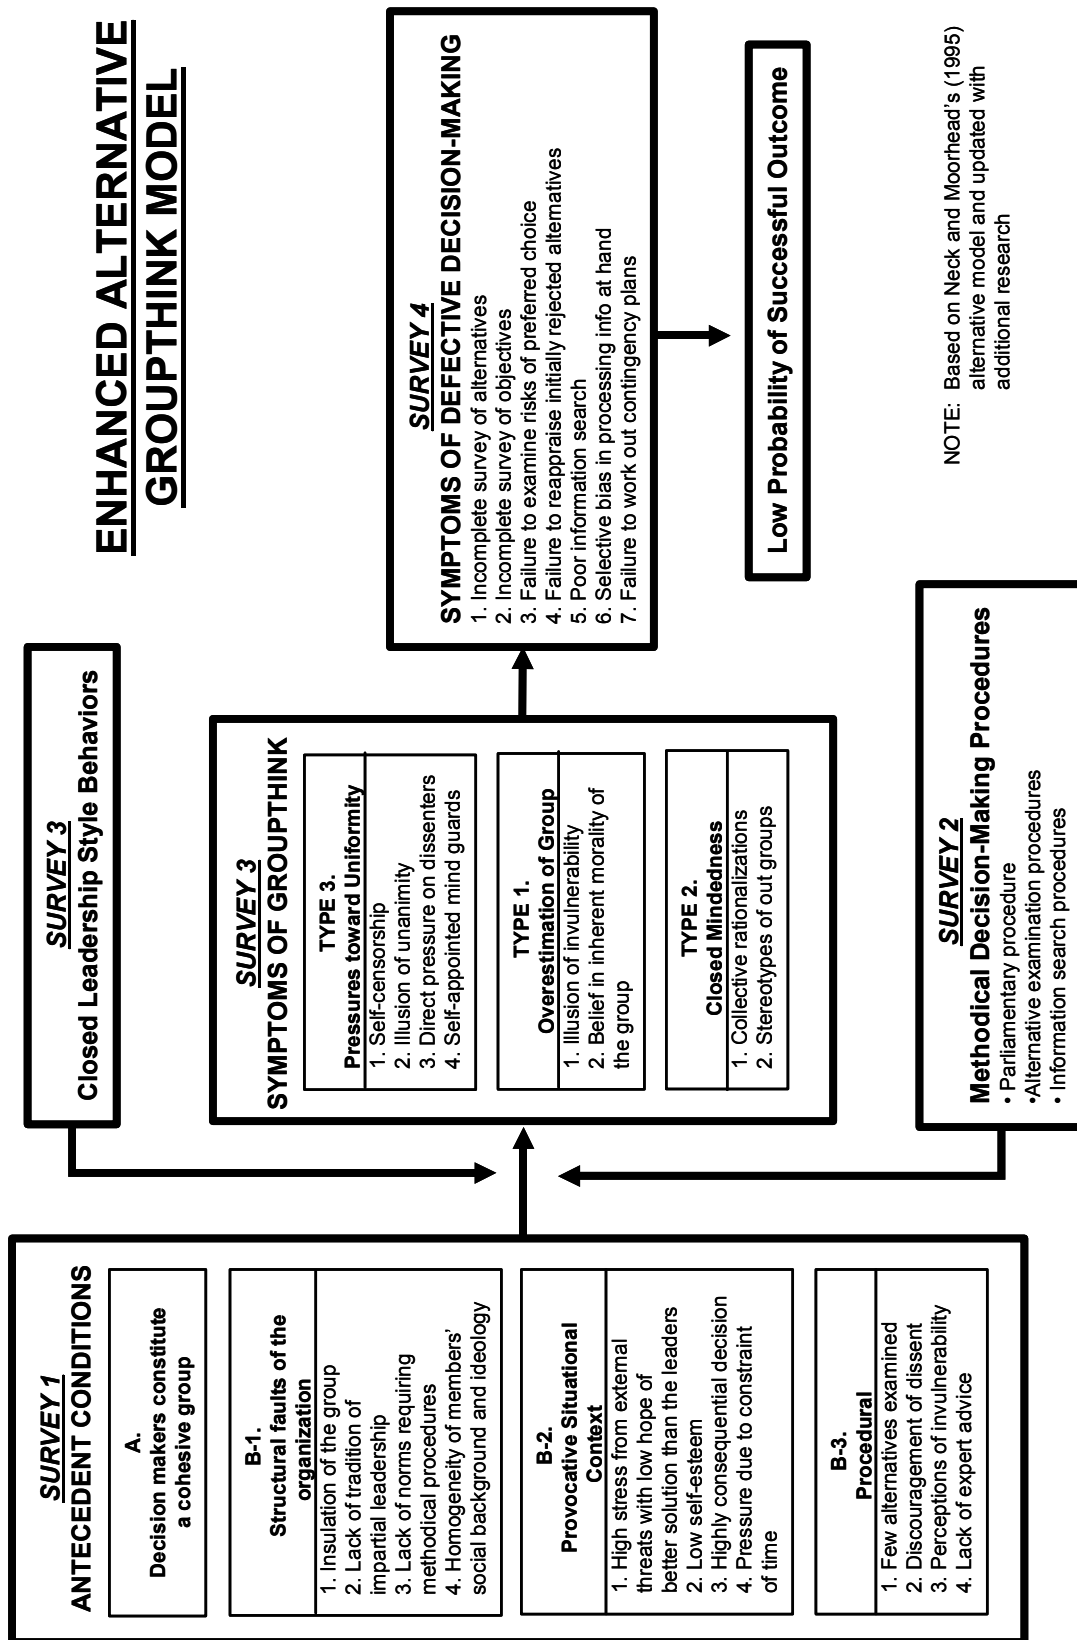 ENHANCED ALTERNATIVE
GROUPTHINK MODEL
SURVEY 1
ANTECEDENT CONDITIONS
A.
Decision makers constitute
a cohesive group
B-1.
Structural faults of the
organization
1. Insulation of the group
2. Lack of tradition of
impartial leadership
3. Lack of norms requiring
methodical procedures
4. Homogeneity of members’
social background and ideology
B-2.
Provocative Situational
Context
1. High stress from external
threats with low hope of
better solution than the leaders
2. Low self-esteem
3. Highly consequential decision
4. Pressure due to constraint
of time
B-3.
Procedural
1. Few alternatives examined
2. Discouragement of dissent
3. Perceptions of invulnerability
4. Lack of expert advice
SURVEY 3
Closed Leadership Style Behaviors
SURVEY 3
SYMPTOMS OF GROUPTHINK
TYPE 3.
Pressures toward Uniformity
1. Self-censorship
2. Illusion of unanimity
3. Direct pressure on dissenters
4. Self-appointed mind guards
TYPE 1.
Overestimation of Group
1. Illusion of invulnerability
2. Belief in inherent morality of
the group
TYPE 2.
Closed Mindedness
1. Collective rationalizations
2. Stereotypes of out groups
SURVEY 2
Methodical Decision-Making Procedures
• Parliamentary procedure
•Alternative examination procedures
• Information search procedures
SURVEY 4
SYMPTOMS OF DEFECTIVE DECISION-MAKING
1. Incomplete survey of alternatives
2. Incomplete survey of objectives
3. Failure to examine risks of preferred choice
4. Failure to reappraise initially rejected alternatives
5. Poor information search
6. Selective bias in processing info at hand
7. Failure to work out contingency plans
Low Probability of Successful Outcome
NOTE: Based on Neck and Moorhead’s (1995)
alternative model and updated with
additional research